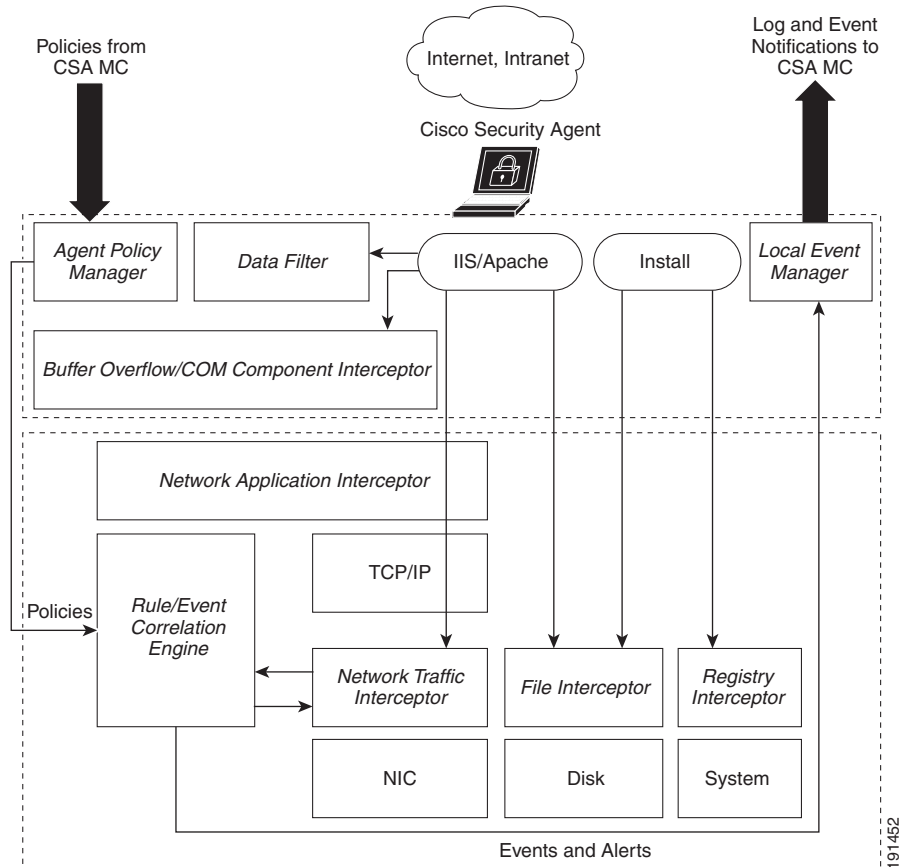 Policies from
CSA MC
Internet, Intranet
Log and Event
Notifications to
CSA MC
Cisco Security Agent
Agent Policy
Manager
Data Filter
IIS/Apache
Install
Local Event
Manager
Buffer Overflow/COM Component Interceptor
Network Application Interceptor
TCP/IP
Policies
Rule/Event
Correlation
Engine
Network Traffic
Interceptor
File Interceptor
Registry
Interceptor
NIC
Disk
System
Events and Alerts
191452